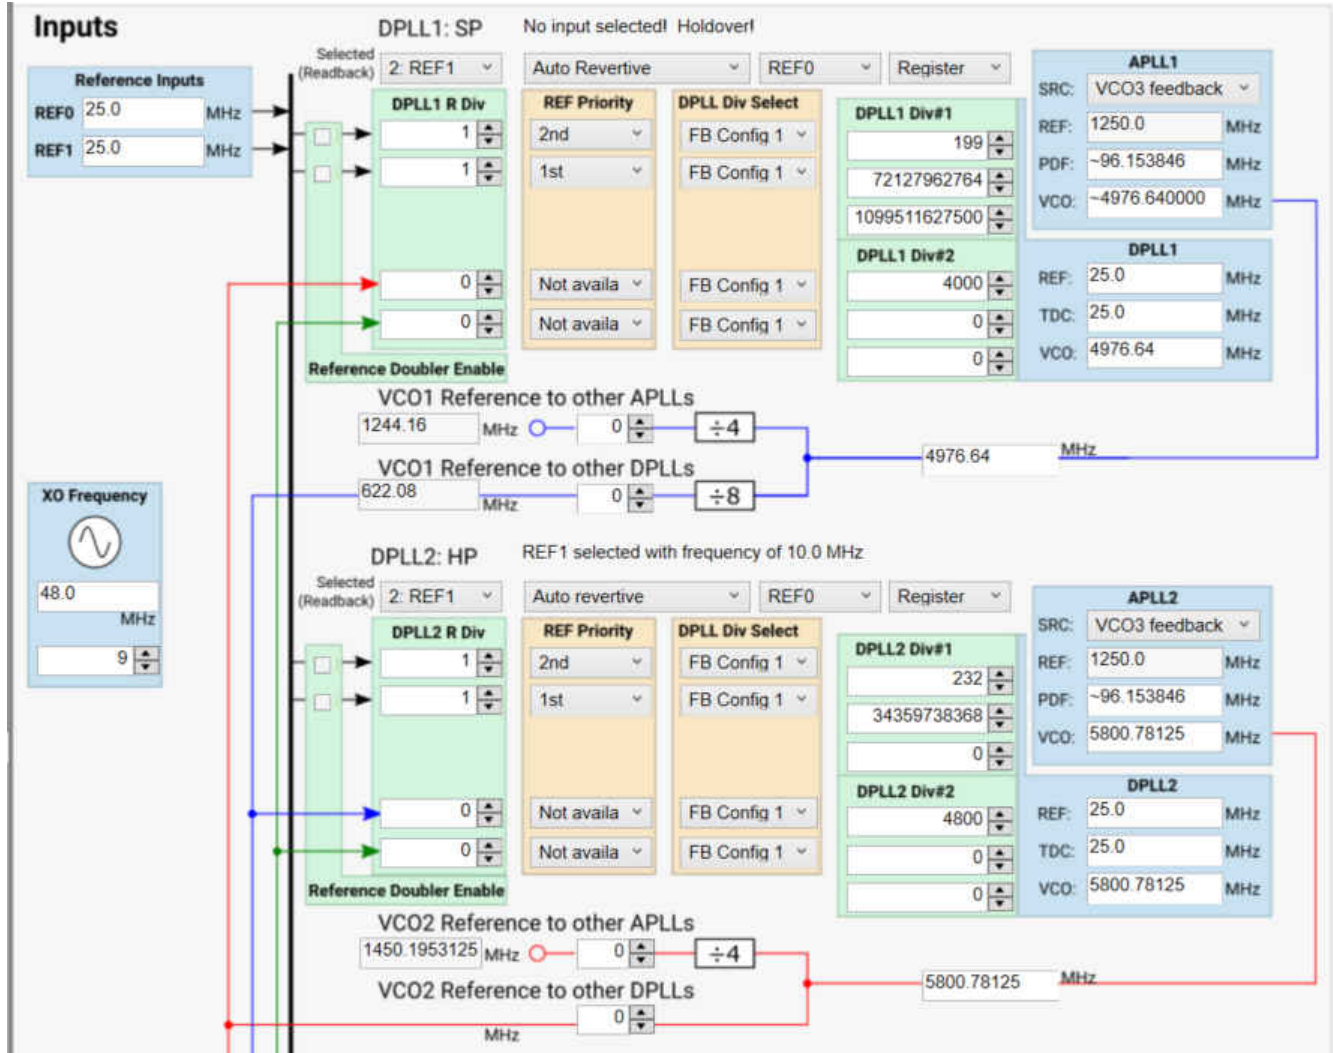 Inputs
DPLL1: SP
No input selected! Holdover!
Selected
(Readback)
2: REF1
Auto Revertive
REF0
Register
Reference Inputs
REF0 25.0 MHz
REF1 25.0 MHz
DPLL1 R Div
1
1
0
0
Reference Doubler Enable
REF Priority
2nd
1st
Not availa
Not availa
DPLL Div Select
FB Config 1
FB Config 1
FB Config 1
FB Config 1
DPLL1 Div#1
199
72127962764
1099511627500
DPLL1 Div#2
4000
0
0
APLL1
SRC: VCO3 feedback
REF: 1250.0 MHz
PDF: ~96.153846 MHz
VCO: ~4976.640000 MHz
DPLL1
REF: 25.0 MHz
TDC: 25.0 MHz
VCO: 4976.64 MHz
VCO1 Reference to other APLLs
1244.16 MHz 0 ÷4
4976.64 MHz
VCO1 Reference to other DPLLs
622.08 MHz 0 ÷8
XO Frequency
48.0
MHz
9
DPLL2: HP
REF1 selected with frequency of 10.0 MHz
Selected
(Readback)
2: REF1
Auto revertive
REF0
Register
DPLL2 R Div
1
1
0
0
Reference Doubler Enable
REF Priority
2nd
1st
Not availa
Not availa
DPLL Div Select
FB Config 1
FB Config 1
FB Config 1
FB Config 1
DPLL2 Div#1
232
34359738368
0
DPLL2 Div#2
4800
0
0
APLL2
SRC: VCO3 feedback
REF: 1250.0 MHz
PDF: ~96.153846 MHz
VCO: 5800.78125 MHz
DPLL2
REF: 25.0 MHz
TDC: 25.0 MHz
VCO: 5800.78125 MHz
VCO2 Reference to other APLLs
1450.1953125 MHz 0 ÷4
5800.78125 MHz
VCO2 Reference to other DPLLs
MHz 0